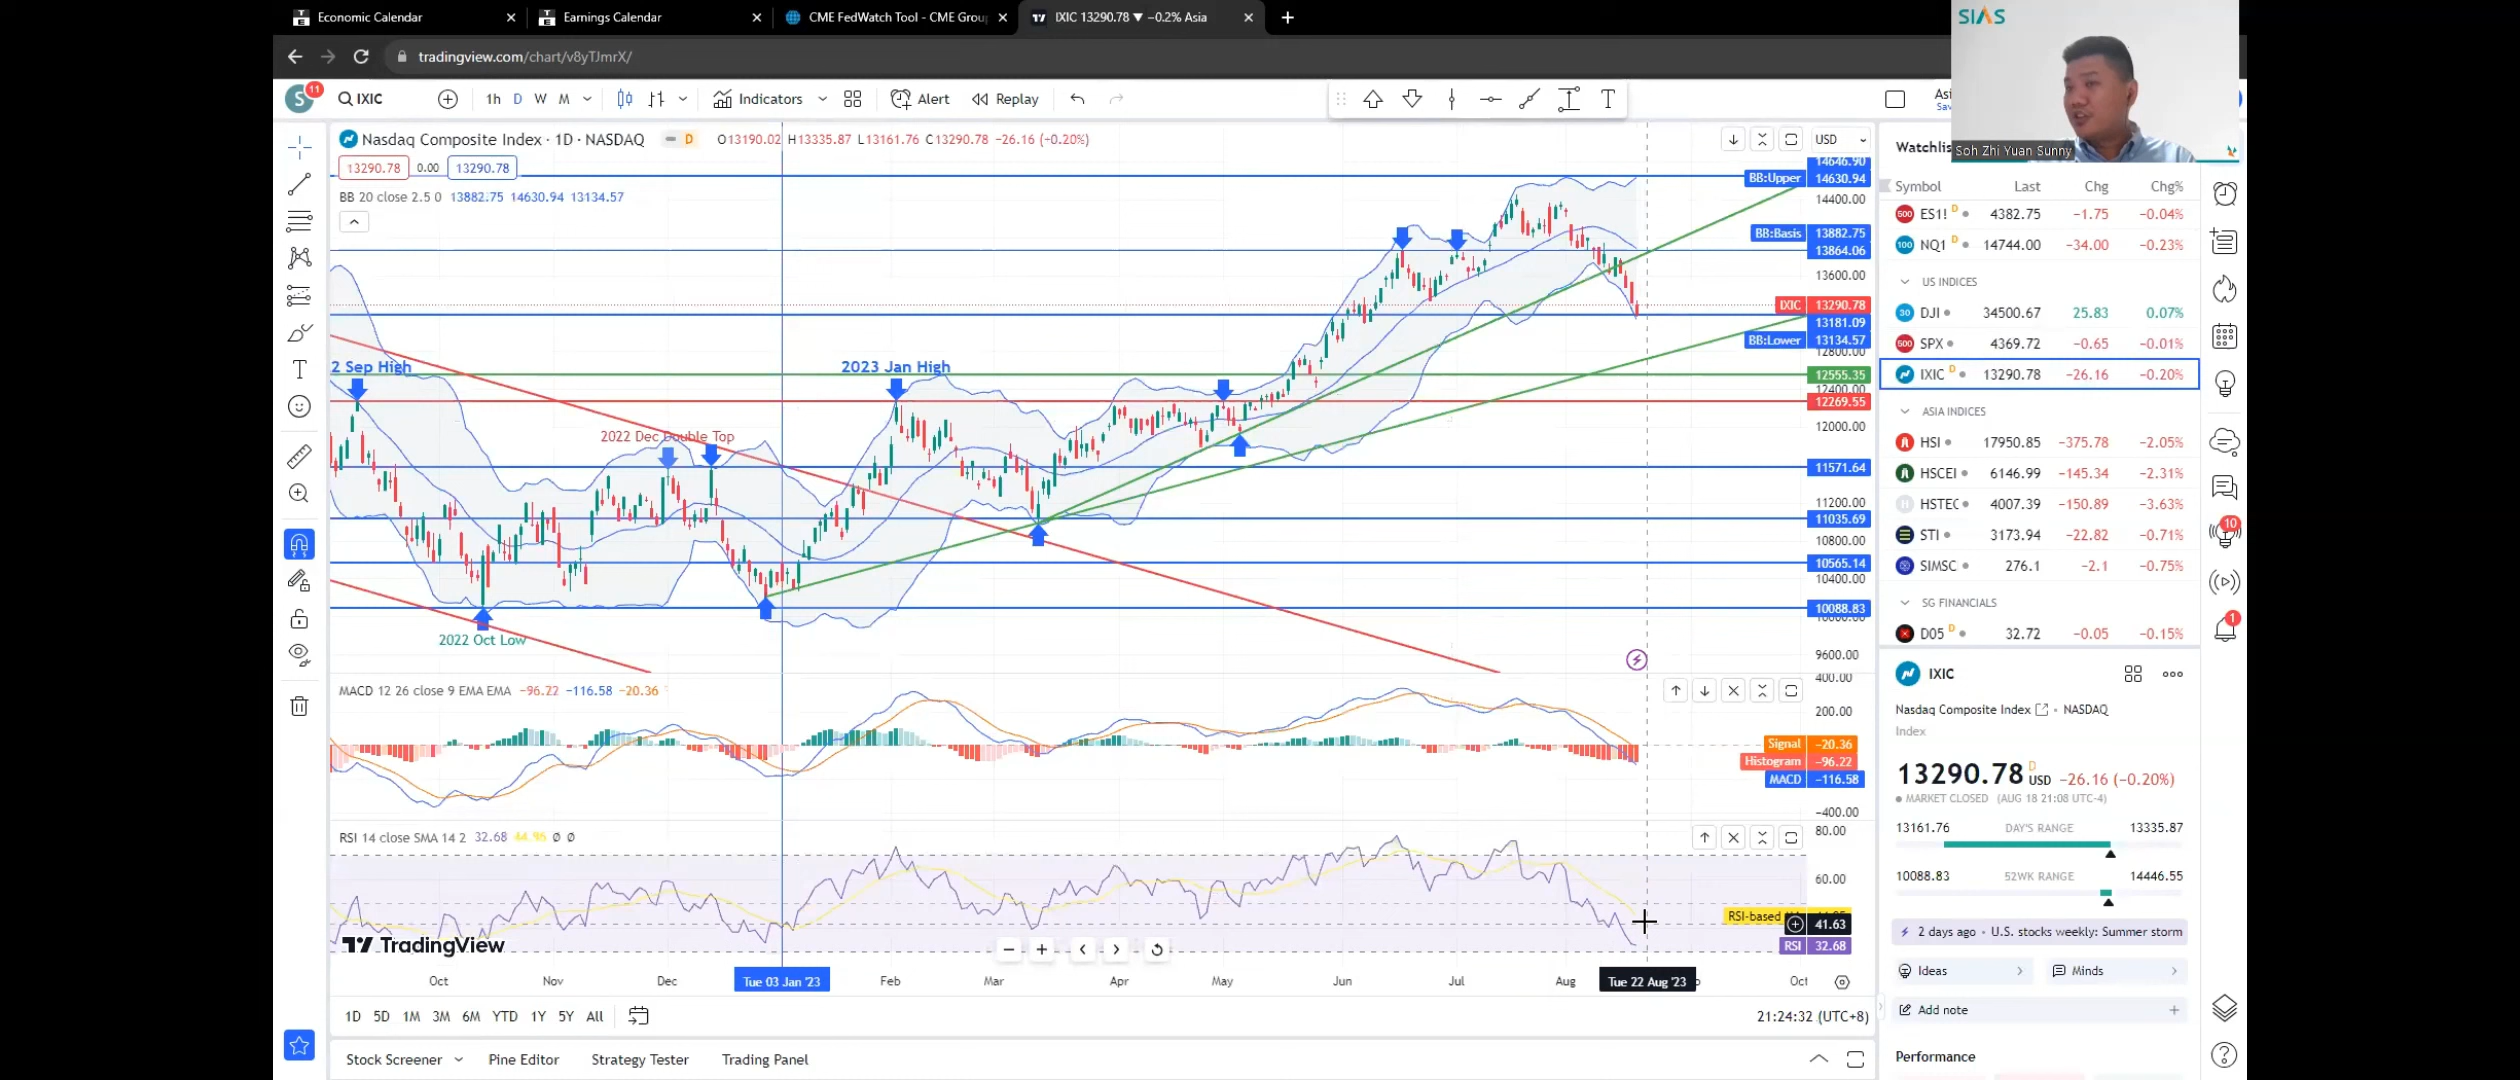 Economic Calendar
Earnings Calendar
CME FedWatch Tool - CME Grou
IXIC 13290.78 ▼ −0.2% Asia
tradingview.com/chart/v8yTJmrX/
SIAS
Soh Zhi Yuan Sunny
S 11
IXIC
1h D W M
Indicators
Alert
Replay
T
Nasdaq Composite Index · 1D · NASDAQ
D
O13190.02 H13335.87 L13161.76 C13290.78 −26.16 (−0.20%)
13290.78 0.00 13290.78
BB 20 close 2.5 0 13882.75 14630.94 13134.57
USD
14646.90
BB:Upper 14630.94
14400.00
BB:Basis 13882.75
13864.06
13600.00
IXIC 13290.78
13181.09
BB:Lower 13134.57
12800.00
12555.35
12400.00
12269.55
12000.00
11571.64
11200.00
11035.69
10800.00
10565.14
10400.00
10088.83
10000.00
9600.00
2 Sep High
2023 Jan High
2022 Dec Double Top
2022 Oct Low
MACD 12 26 close 9 EMA EMA −96.22 −116.58 −20.36
400.00
200.00
Signal −20.36
Histogram −96.22
MACD −116.58
−400.00
RSI 14 close SMA 14 2 32.68 44.96 ∅ ∅
80.00
60.00
RSI-based
41.63
RSI 32.68
TradingView
Oct Nov Dec Tue 03 Jan '23 Feb Mar Apr May Jun Jul Aug Tue 22 Aug '23 Oct
1D 5D 1M 3M 6M YTD 1Y 5Y All
21:24:32 (UTC+8)
Stock Screener Pine Editor Strategy Tester Trading Panel
Watchlis
Symbol Last Chg Chg%
500 ES1! D 4382.75 −1.75 −0.04%
100 NQ1 D 14744.00 −34.00 −0.23%
US INDICES
30 DJI 34500.67 25.83 0.07%
500 SPX 4369.72 −0.65 −0.01%
IXIC D 13290.78 −26.16 −0.20%
ASIA INDICES
HSI 17950.85 −375.78 −2.05%
HSCEI 6146.99 −145.34 −2.31%
HSTEC 4007.39 −150.89 −3.63%
STI 3173.94 −22.82 −0.71%
SIMSC 276.1 −2.1 −0.75%
SG FINANCIALS
D05 D 32.72 −0.05 −0.15%
IXIC
Nasdaq Composite Index · NASDAQ
Index
13290.78 D USD −26.16 (−0.20%)
MARKET CLOSED (AUG 18 21:08 UTC-4)
13161.76 DAY'S RANGE 13335.87
10088.83 52WK RANGE 14446.55
2 days ago · U.S. stocks weekly: Summer storm
Ideas
Minds
Add note
Performance
10
1